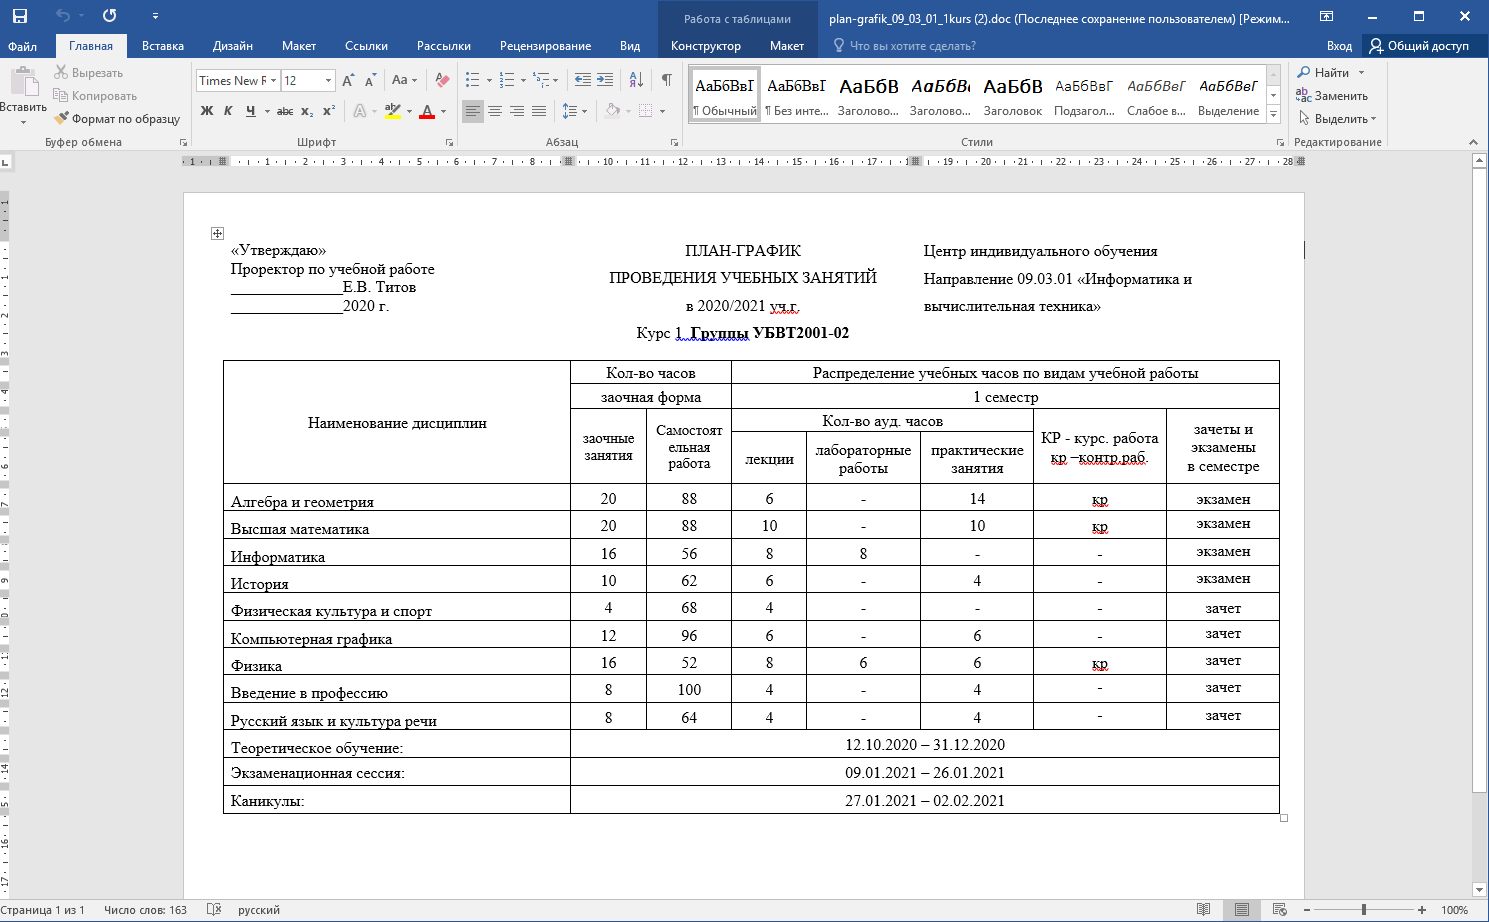 Работа с таблицами
plan-grafik_09_03_01_1kurs (2).doc (Последнее сохранение пользователем) [Режим...
Файл Главная Вставка Дизайн Макет Ссылки Рассылки Рецензирование Вид Конструктор Макет Что вы хотите сделать? Вход Общий доступ
Вставить
Вырезать
Копировать
Формат по образцу
Буфер обмена
Times New R 12
Ж К Ч abc x₂ x²
Шрифт
Абзац
АаБбВвГ АаБбВвГ АаБбВ АаБбВв АаБбВ АаБбВвГ АаБбВвГ АаБбВвГ
¶ Обычный ¶ Без инте... Заголово... Заголово... Заголовок Подзагол... Слабое в... Выделение
Стили
Найти
Заменить
Выделить
Редактирование
«Утверждаю»
Проректор по учебной работе
_______________Е.В. Титов
_______________2020 г.
ПЛАН-ГРАФИК
ПРОВЕДЕНИЯ УЧЕБНЫХ ЗАНЯТИЙ
в 2020/2021 уч.г.
Курс 1. Группы УБВТ2001-02
Центр индивидуального обучения
Направление 09.03.01 «Информатика и
вычислительная техника»
Наименование дисциплин
Кол-во часов
Распределение учебных часов по видам учебной работы
заочная форма
1 семестр
заочные
занятия
Самостоят
ельная
работа
Кол-во ауд. часов
лекции
лабораторные
работы
практические
занятия
КР - курс. работа
кр –контр.раб.
зачеты и
экзамены
в семестре
Алгебра и геометрия 20 88 6 - 14 кр экзамен
Высшая математика 20 88 10 - 10 кр экзамен
Информатика 16 56 8 8 - - экзамен
История 10 62 6 - 4 - экзамен
Физическая культура и спорт 4 68 4 - - - зачет
Компьютерная графика 12 96 6 - 6 - зачет
Физика 16 52 8 6 6 кр зачет
Введение в профессию 8 100 4 - 4 - зачет
Русский язык и культура речи 8 64 4 - 4 - зачет
Теоретическое обучение: 12.10.2020 – 31.12.2020
Экзаменационная сессия: 09.01.2021 – 26.01.2021
Каникулы: 27.01.2021 – 02.02.2021
Страница 1 из 1 Число слов: 163 русский 100%